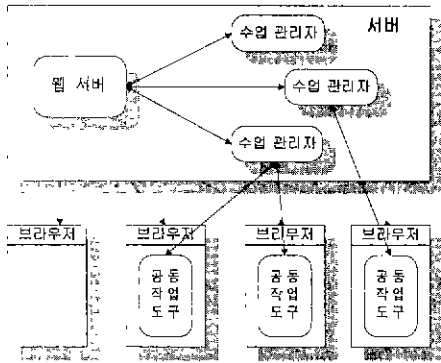 서버
수업 관리자
웹 서버
수업 관리자
수업 관리자
브라우저
브라우저
브라우저
브라우저
공동
작업
도구
공동
작업
도구
공동
작업
도구